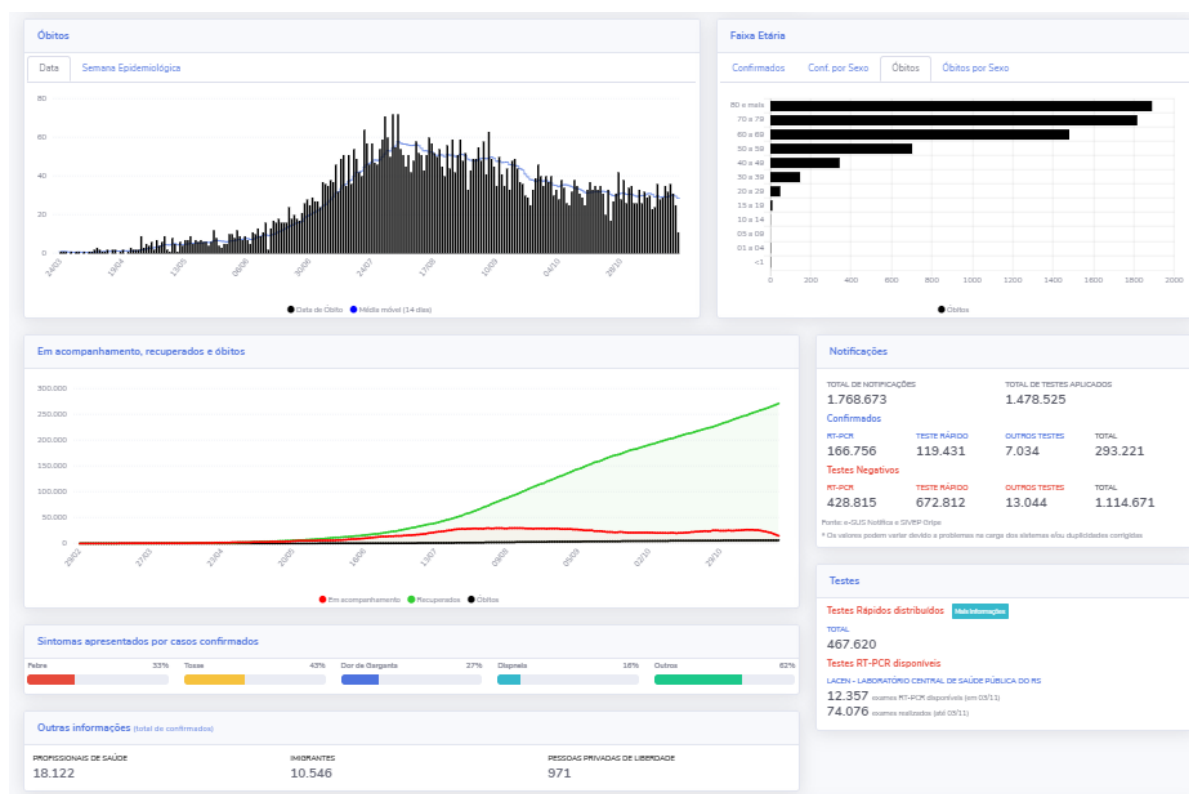 Óbitos
Data Semana Epidemiológica
80
60
40
20
0
24/03 19/04 13/05 06/06 30/06 24/07 17/08 10/09 04/10 28/10
Data de Óbito Média móvel (14 dias)
Faixa Etária
Confirmados Conf. por Sexo Óbitos Óbitos por Sexo
80 e mais
70 a 79
60 a 69
50 a 59
40 a 49
30 a 39
20 a 29
15 a 19
10 a 14
05 a 09
01 a 04
<1
0 200 400 600 800 1000 1200 1400 1600 1800 2000
Óbitos
Em acompanhamento, recuperados e óbitos
300.000
250.000
200.000
150.000
100.000
50.000
0
29/02 27/03 23/04 20/05 16/06 13/07 09/08 05/09 02/10 29/10
Em acompanhamento Recuperados Óbitos
Notificações
TOTAL DE NOTIFICAÇÕES TOTAL DE TESTES APLICADOS
1.768.673 1.478.525
Confirmados
RT-PCR TESTE RÁPIDO OUTROS TESTES TOTAL
166.756 119.431 7.034 293.221
Testes Negativos
RT-PCR TESTE RÁPIDO OUTROS TESTES TOTAL
428.815 672.812 13.044 1.114.671
Fonte: e-SUS Notifica e SIVEP Gripe
* Os valores podem variar devido a problemas na carga dos sistemas e/ou duplicidades corrigidas
Testes
Testes Rápidos distribuídos Mais Informações
TOTAL
467.620
Testes RT-PCR disponíveis
LACEN - LABORATÓRIO CENTRAL DE SAÚDE PÚBLICA DO RS
12.357 exames RT-PCR disponíveis (em 03/11)
74.076 exames realizados (até 03/11)
Sintomas apresentados por casos confirmados
Febre 33% Tosse 43% Dor de Garganta 27% Dispneia 16% Outros 62%
Outras informações (total de confirmados)
PROFISSIONAIS DE SAÚDE IMIGRANTES PESSOAS PRIVADAS DE LIBERDADE
18.122 10.546 971